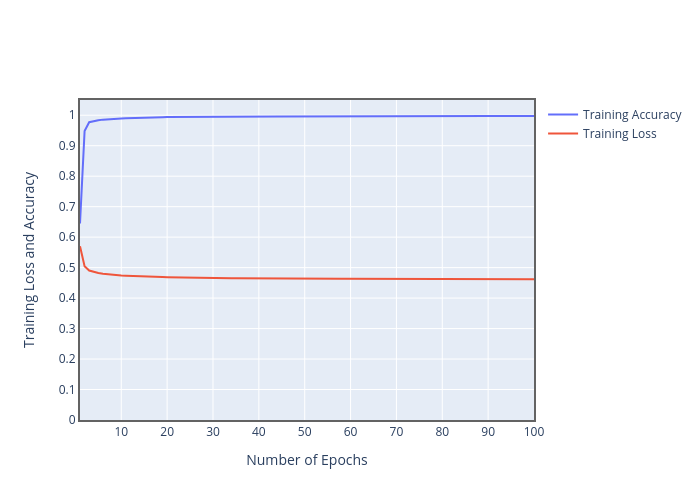 1
0.9
0.8
0.7
0.6
0.5
0.4
0.3
0.2
0.1
0
10 20 30 40 50 60 70 80 90 100
Training Loss and Accuracy
Number of Epochs
Training Accuracy
Training Loss